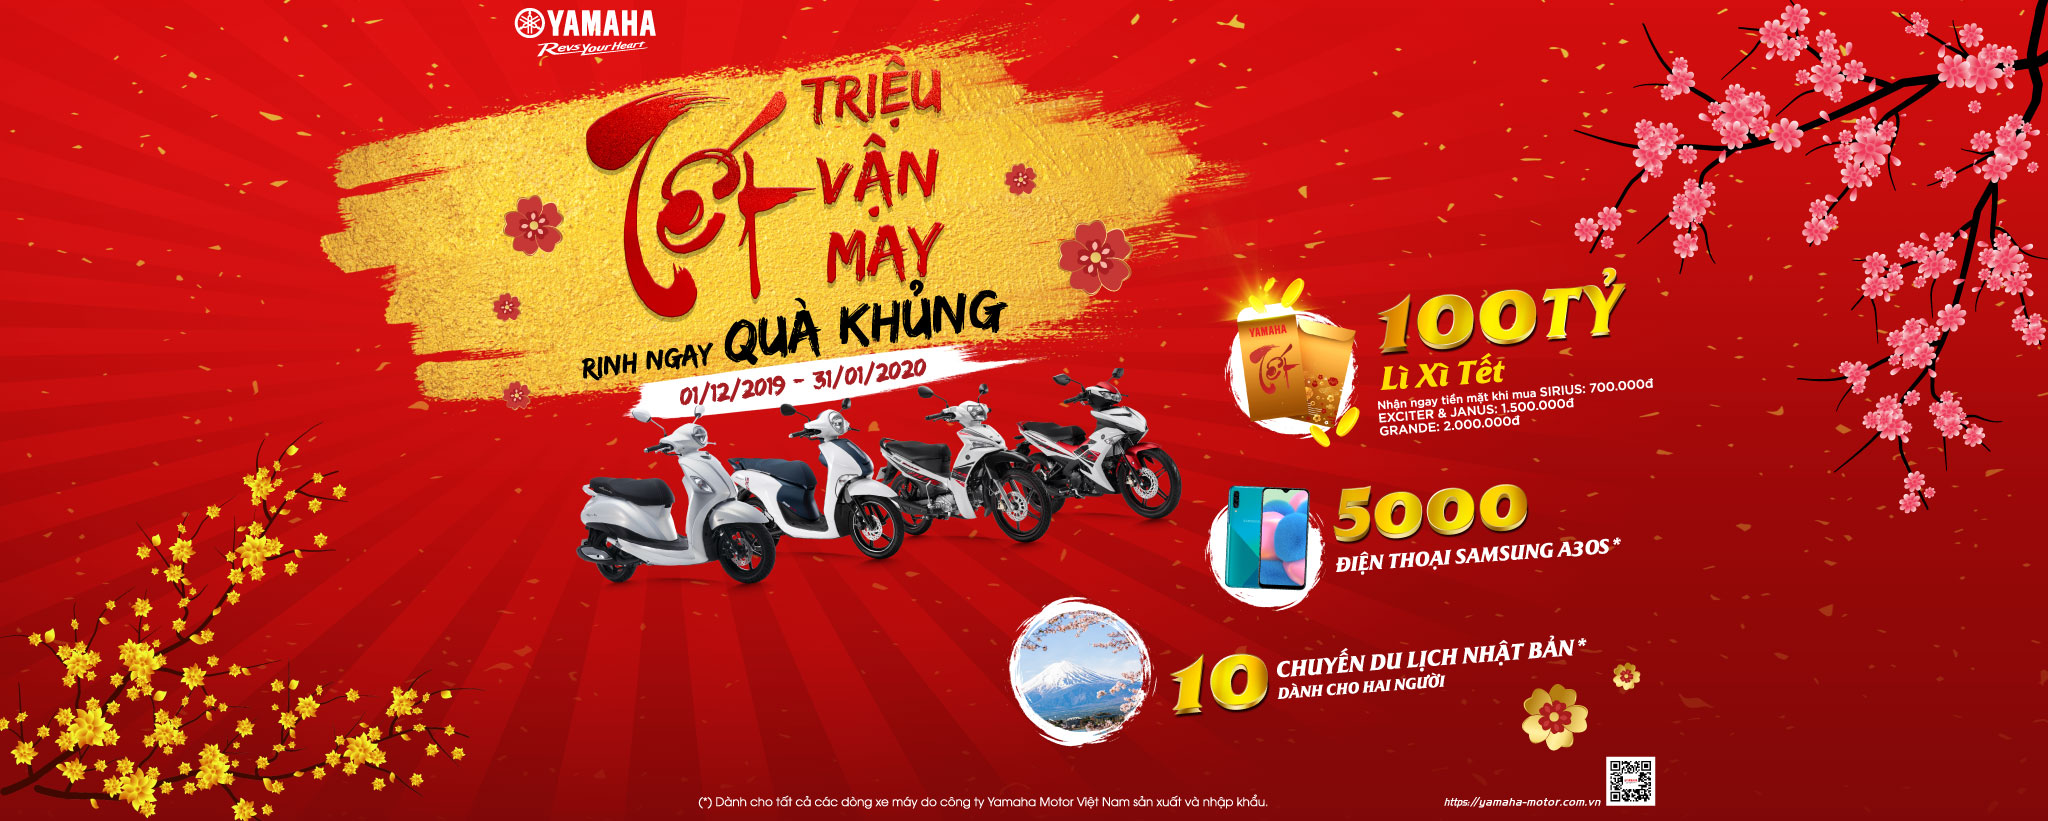 YAMAHA
Revs Your Heart
Tết
TRIỆU
VẬN
MAY
RINH NGAY QUÀ KHỦNG
01/12/2019 - 31/01/2020
YAMAHA
Tết
100 TỶ
Lì Xì Tết
Nhận ngay tiền mặt khi mua SIRIUS: 700.000đ
EXCITER & JANUS: 1.500.000đ
GRANDE: 2.000.000đ
5000
ĐIỆN THOẠI SAMSUNG A30S*
10 CHUYẾN DU LỊCH NHẬT BẢN*
DÀNH CHO HAI NGƯỜI
(*) Dành cho tất cả các dòng xe máy do công ty Yamaha Motor Việt Nam sản xuất và nhập khẩu.
https://yamaha-motor.com.vn